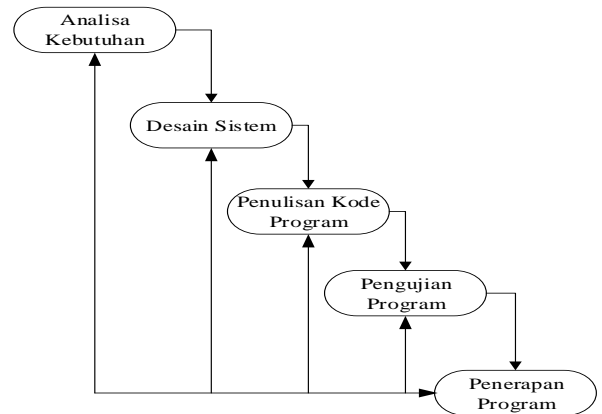 Analisa
Kebutuhan
Desain Sistem
Penulisan Kode
Program
Pengujian
Program
Penerapan
Program